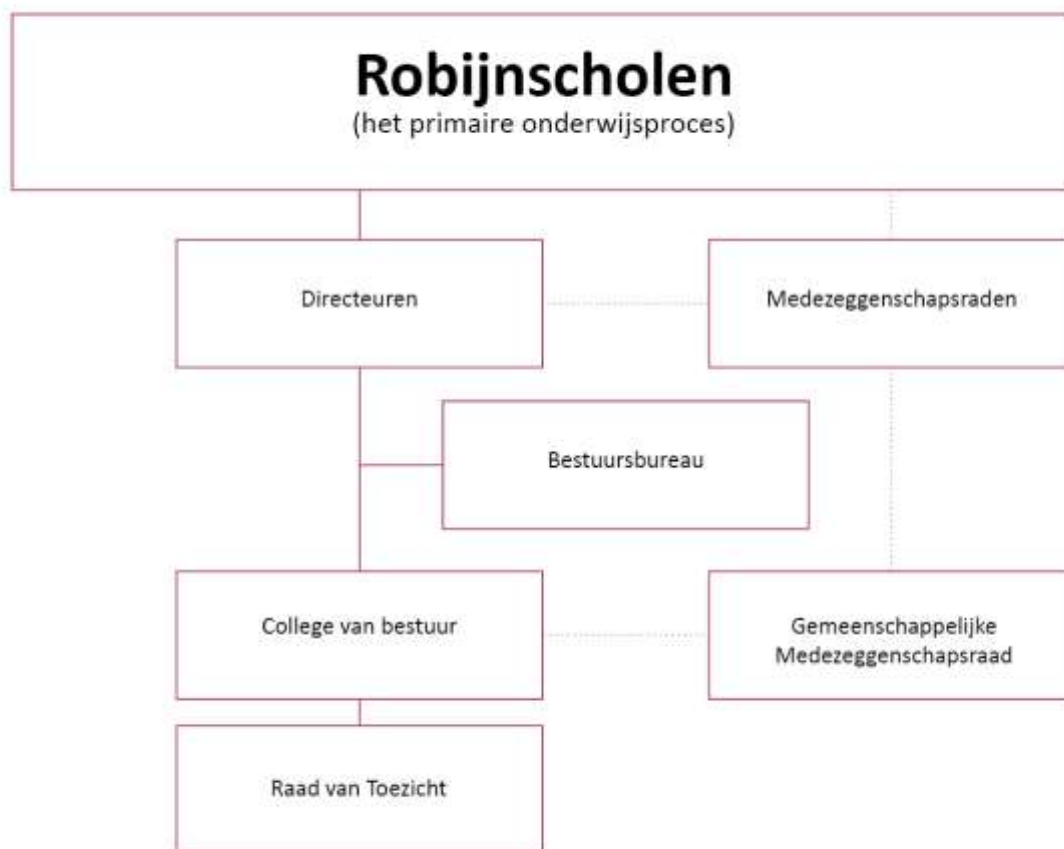 Robijnscholen
(het primaire onderwijsproces)
Directeuren
Medezeggenschapsraden
Bestuursbureau
College van bestuur
Gemeenschappelijke
Medezeggenschapsraad
Raad van Toezicht